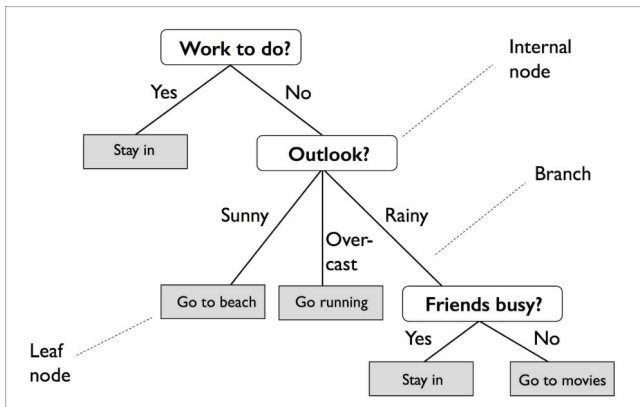 Work to do?
Internal
node
Yes
No
Stay in
Outlook?
Branch
Sunny
Over-
cast
Rainy
Go to beach
Go running
Friends busy?
Leaf
node
Yes
No
Stay in
Go to movies